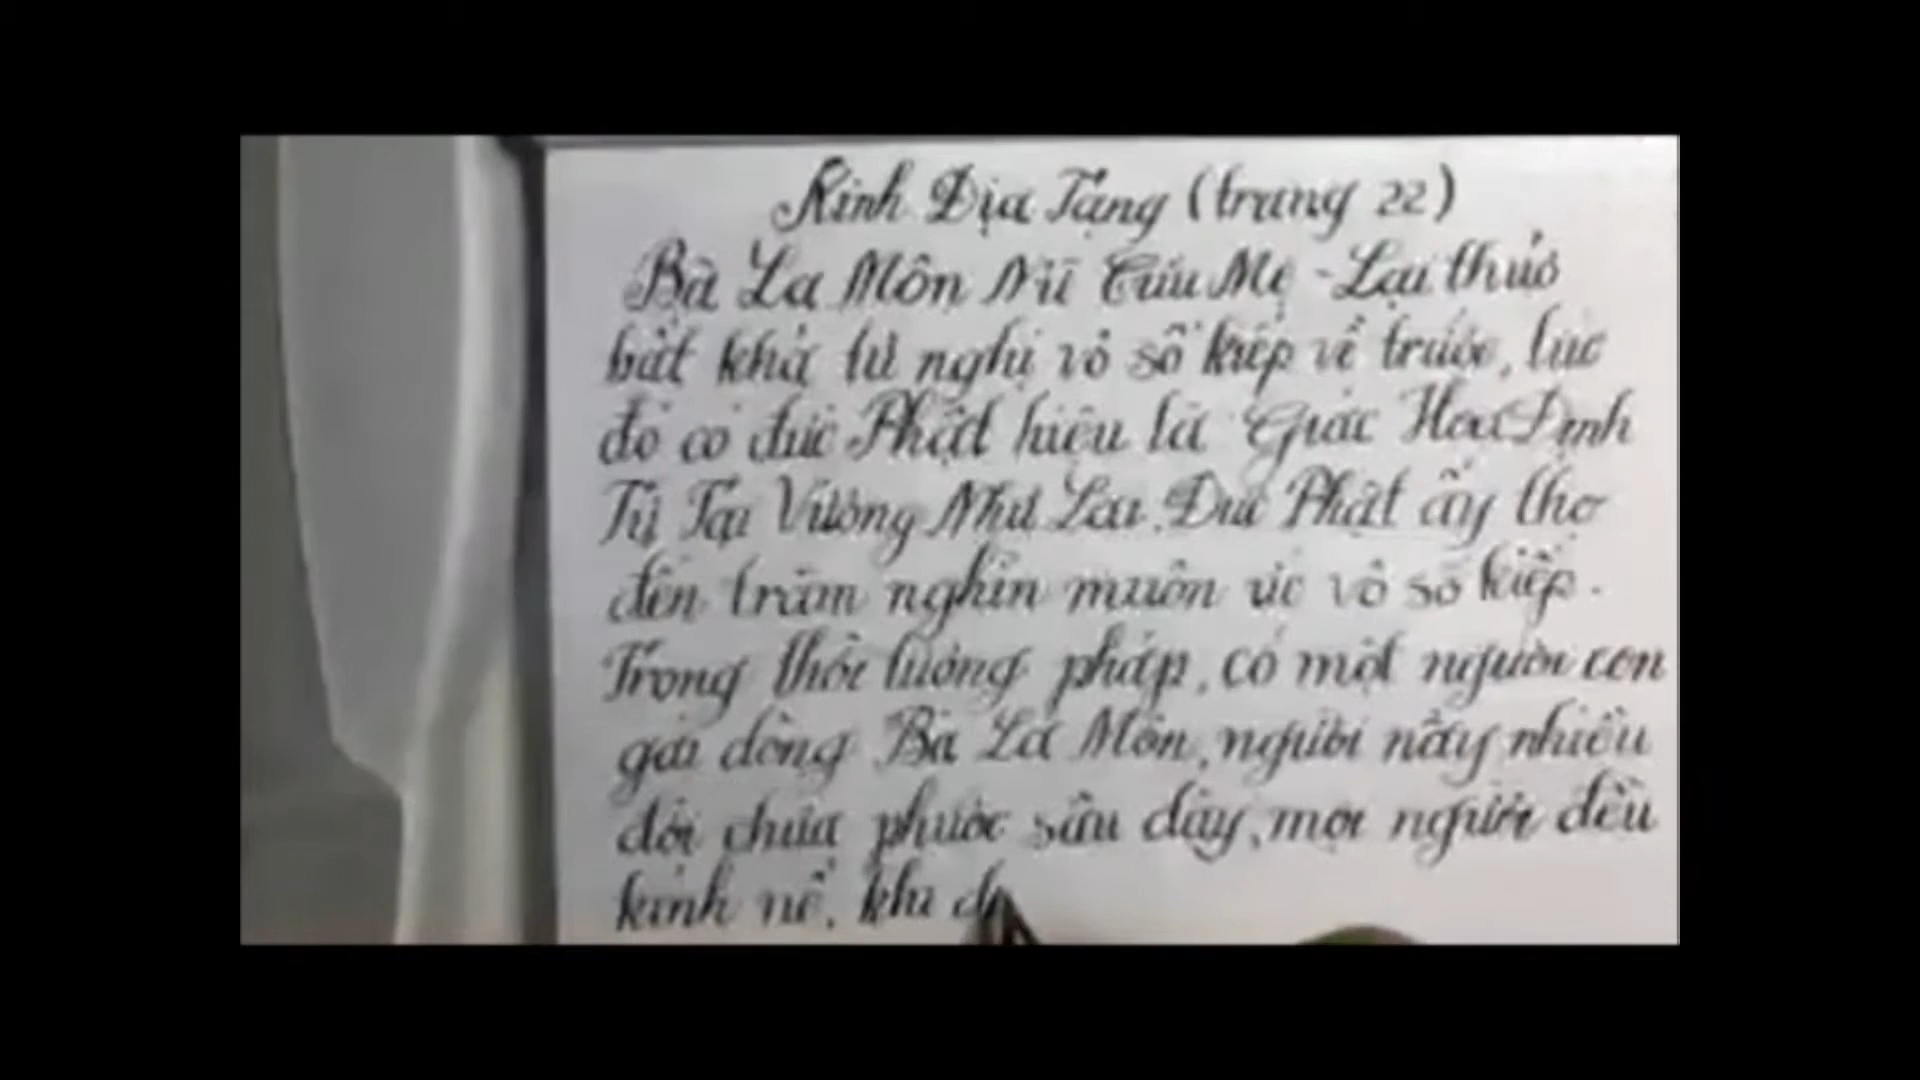 Kinh Địa Tạng (trang 22)
Bà La Môn Nữ Cứu Mẹ - Lại thuở
bất khả tư nghị vô số kiếp về trước, lúc
đó có đức Phật hiệu là Giác Hoa Định
Tự Tại Vương Như Lai. Đức Phật ấy thọ
đến trăm nghìn muôn ức vô số kiếp.
Trong thời tượng pháp, có một người con
gái dòng Bà La Môn, người nầy nhiều
đời chứa phước sâu dày, mọi người đều
kính nể, khi đ